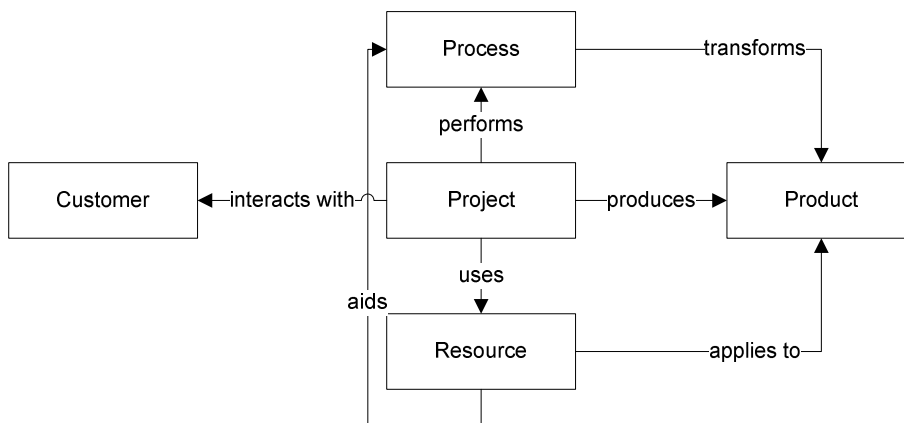 Process
transforms
performs
Customer
interacts with
Project
produces
Product
uses
aids
Resource
applies to